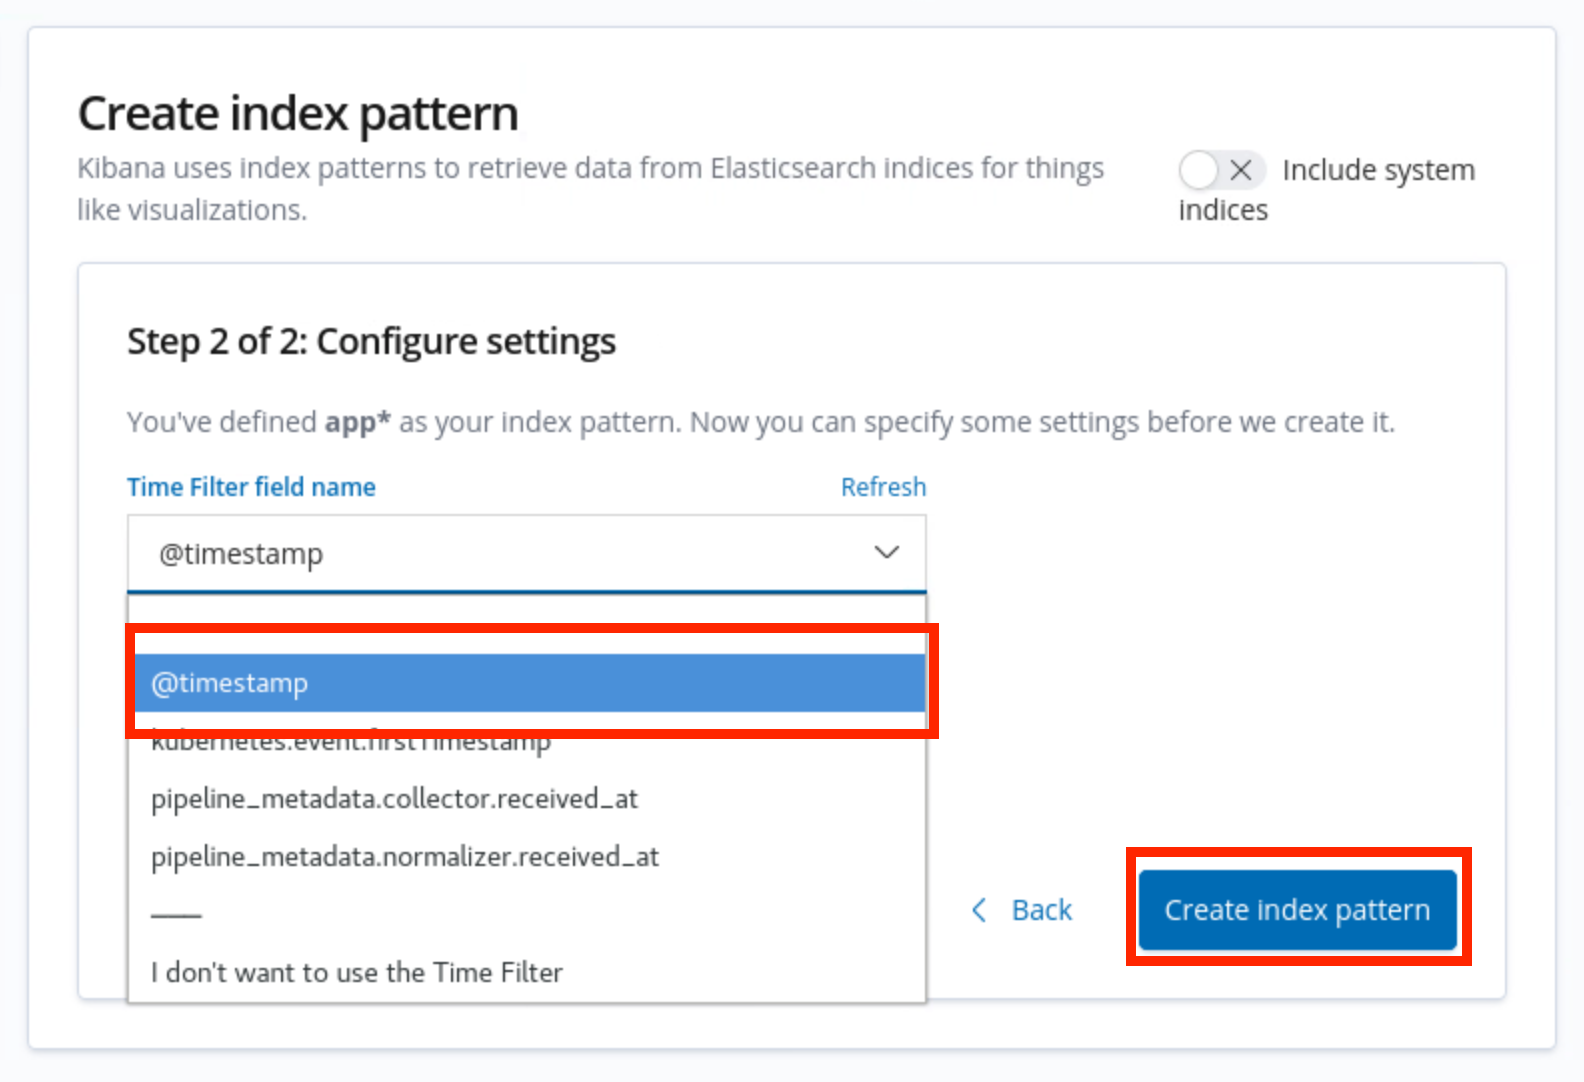 Create index pattern
Kibana uses index patterns to retrieve data from Elasticsearch indices for things
like visualizations.
Include system
indices
Step 2 of 2: Configure settings
You've defined app* as your index pattern. Now you can specify some settings before we create it.
Time Filter field name
Refresh
@timestamp
@timestamp
kubernetes.event.firstTimestamp
pipeline_metadata.collector.received_at
pipeline_metadata.normalizer.received_at
I don't want to use the Time Filter
Back
Create index pattern